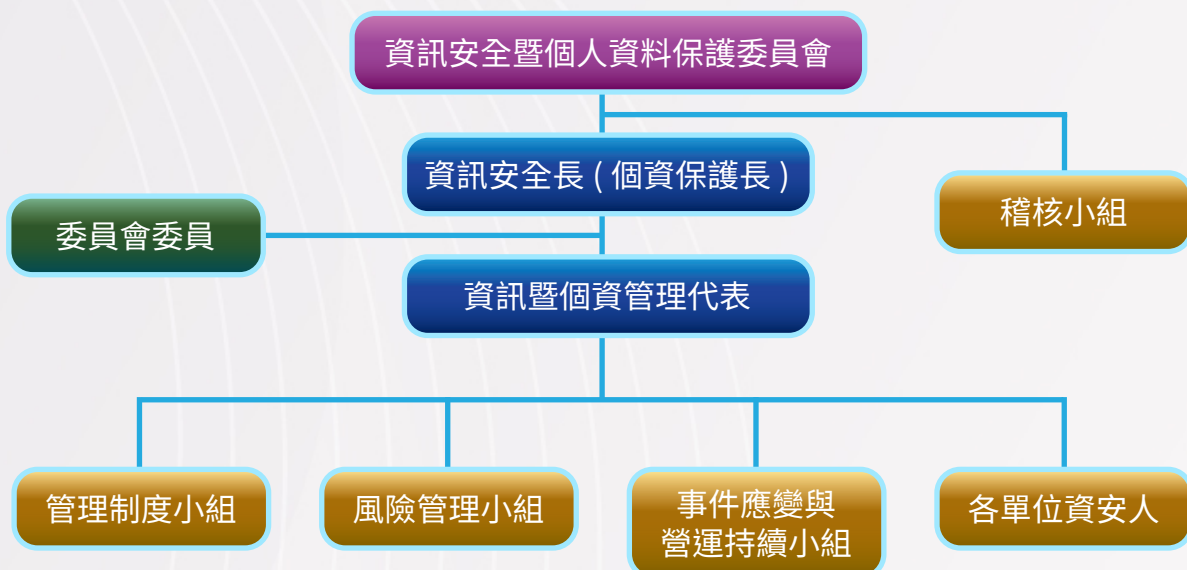 資訊安全暨個人資料保護委員會
資訊安全長 ( 個資保護長 )
稽核小組
委員會委員
資訊暨個資管理代表
管理制度小組
風險管理小組
事件應變與
營運持續小組
各單位資安人